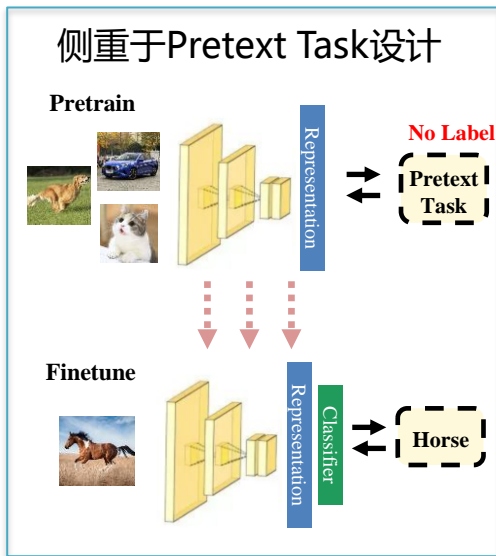 侧重于Pretext Task设计
Pretrain
Representation
No Label
Pretext
Task
Finetune
Representation
Classifier
Horse